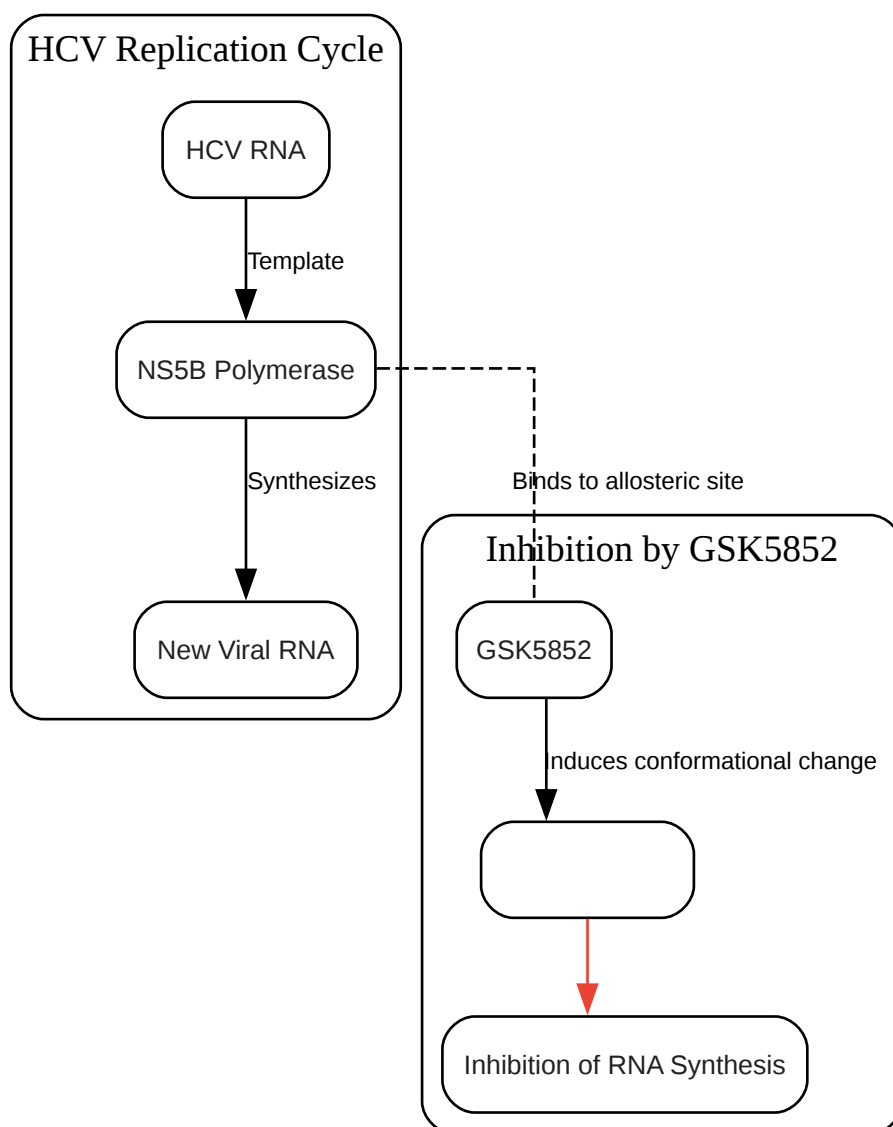 HCV Replication Cycle
HCV RNA
Template
NS5B Polymerase
Synthesizes
New Viral RNA
Binds to allosteric site
Inhibition by GSK5852
GSK5852
Induces conformational change
Inhibition of RNA Synthesis